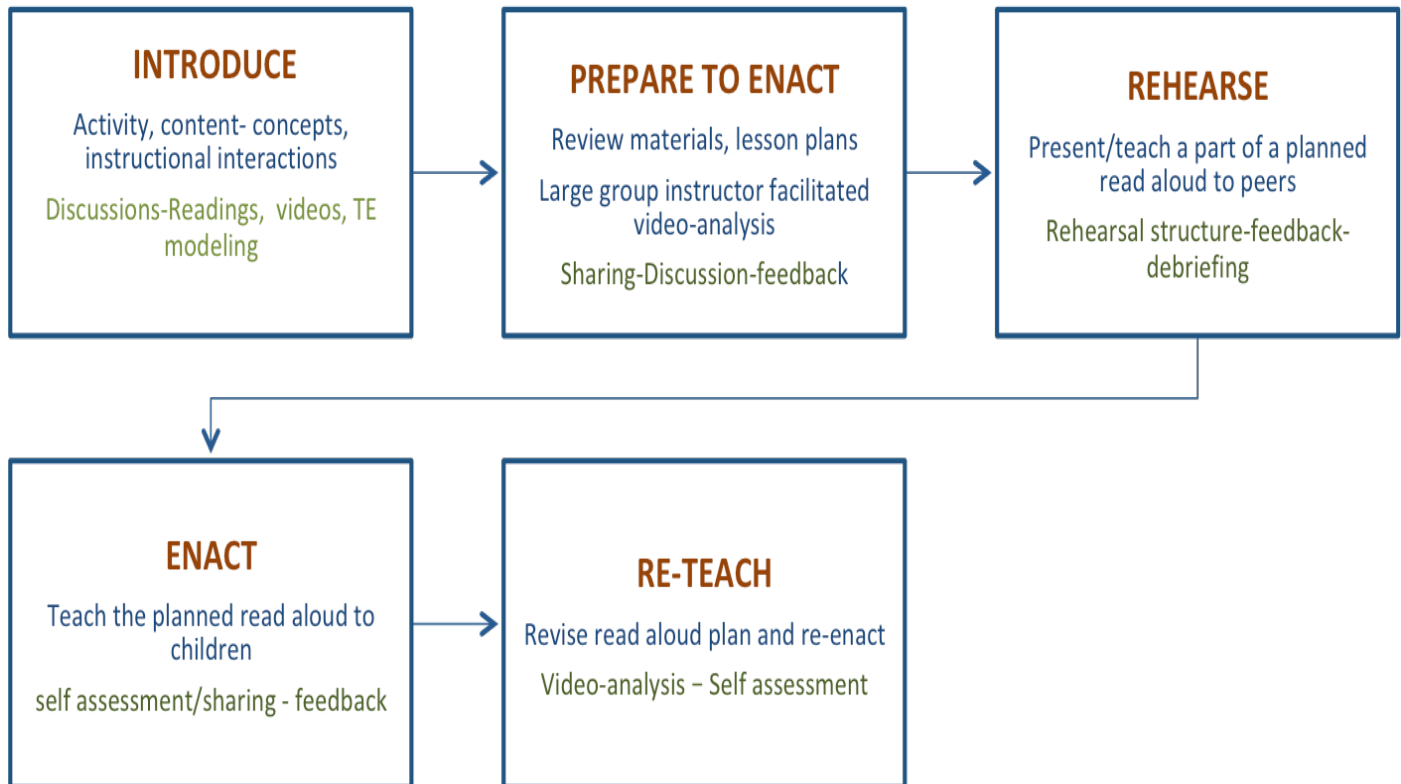 INTRODUCE
Activity, content- concepts,
instructional interactions
Discussions-Readings, videos, TE
modeling
PREPARE TO ENACT
Review materials, lesson plans
Large group instructor facilitated
video-analysis
Sharing-Discussion-feedback
REHEARSE
Present/teach a part of a planned
read aloud to peers
Rehearsal structure-feedback-
debriefing
ENACT
Teach the planned read aloud to
children
self assessment/sharing - feedback
RE-TEACH
Revise read aloud plan and re-enact
Video-analysis – Self assessment